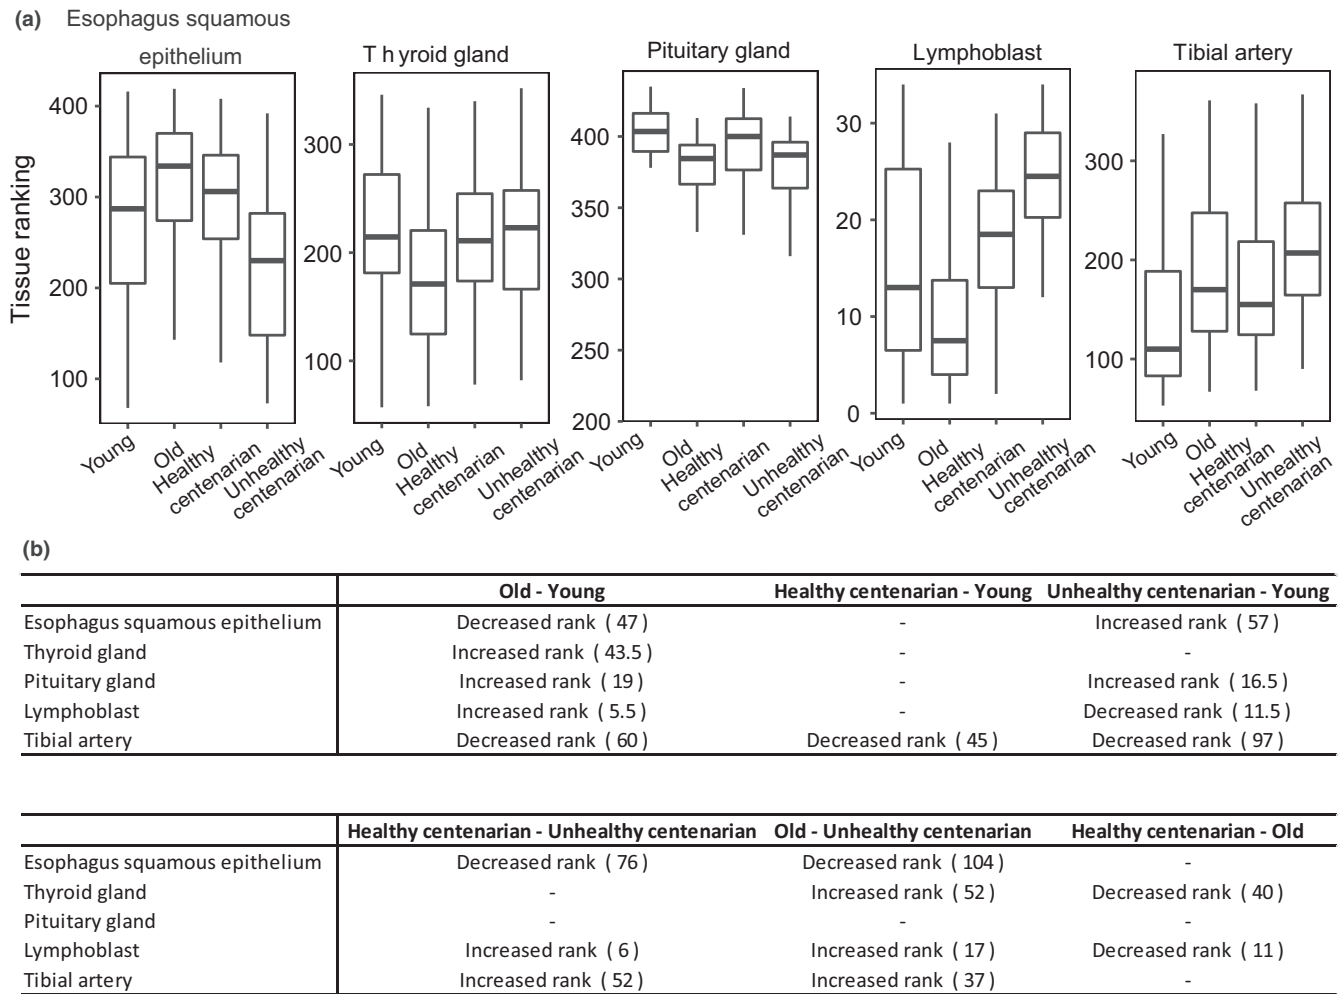 (a) Esophagus squamous
epithelium
Thyroid gland
Pituitary gland
Lymphoblast
Tibial artery
Tissue ranking
400
300
200
100
Young
Old
Healthy
centenarian
Unhealthy
centenarian
300
200
100
Young
Old
Healthy
centenarian
Unhealthy
centenarian
400
350
300
250
200
Young
Old
Healthy
centenarian
Unhealthy
centenarian
30
20
10
0
Young
Old
Healthy
centenarian
Unhealthy
centenarian
300
200
100
Young
Old
Healthy
centenarian
Unhealthy
centenarian
(b)
Old - Young Healthy centenarian - Young Unhealthy centenarian - Young
Esophagus squamous epithelium Decreased rank ( 47 ) - Increased rank ( 57 )
Thyroid gland Increased rank ( 43.5 ) - -
Pituitary gland Increased rank ( 19 ) - Increased rank ( 16.5 )
Lymphoblast Increased rank ( 5.5 ) - Decreased rank ( 11.5 )
Tibial artery Decreased rank ( 60 ) Decreased rank ( 45 ) Decreased rank ( 97 )
Healthy centenarian - Unhealthy centenarian Old - Unhealthy centenarian Healthy centenarian - Old
Esophagus squamous epithelium Decreased rank ( 76 ) Decreased rank ( 104 ) -
Thyroid gland - Increased rank ( 52 ) Decreased rank ( 40 )
Pituitary gland - - -
Lymphoblast Increased rank ( 6 ) Increased rank ( 17 ) Decreased rank ( 11 )
Tibial artery Increased rank ( 52 ) Increased rank ( 37 ) -